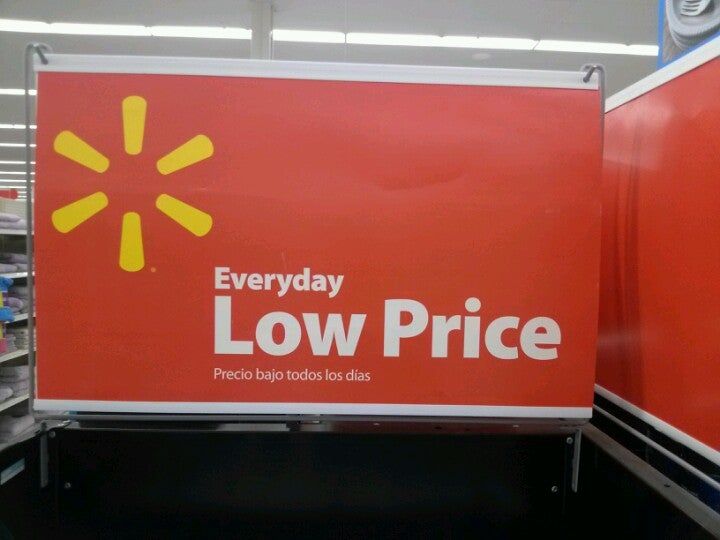 Everyday
Low Price
Precio bajo todos los días